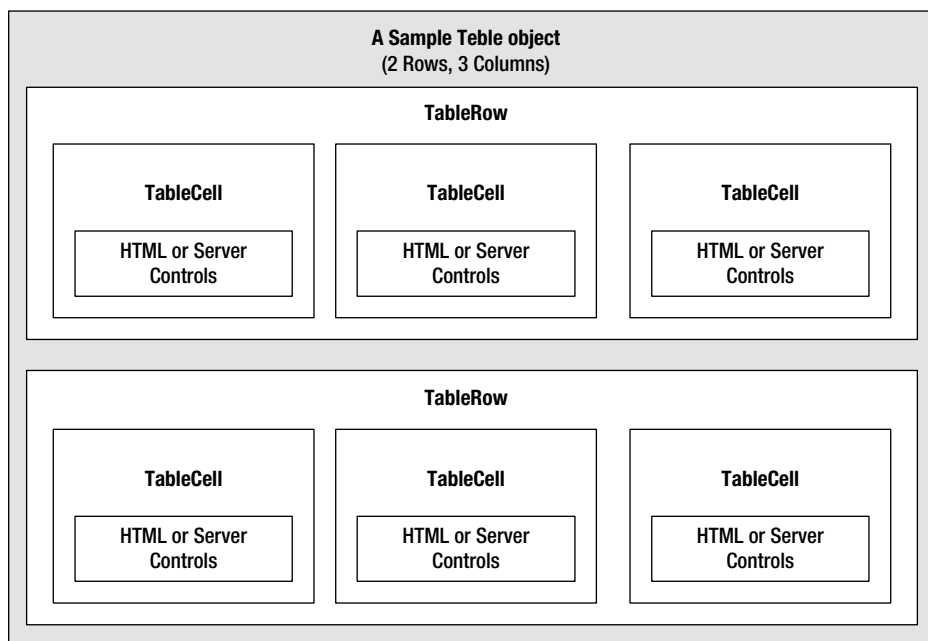 A Sample Teble object
(2 Rows, 3 Columns)
TableRow
TableCell
HTML or Server
Controls
TableCell
HTML or Server
Controls
TableCell
HTML or Server
Controls
TableRow
TableCell
HTML or Server
Controls
TableCell
HTML or Server
Controls
TableCell
HTML or Server
Controls